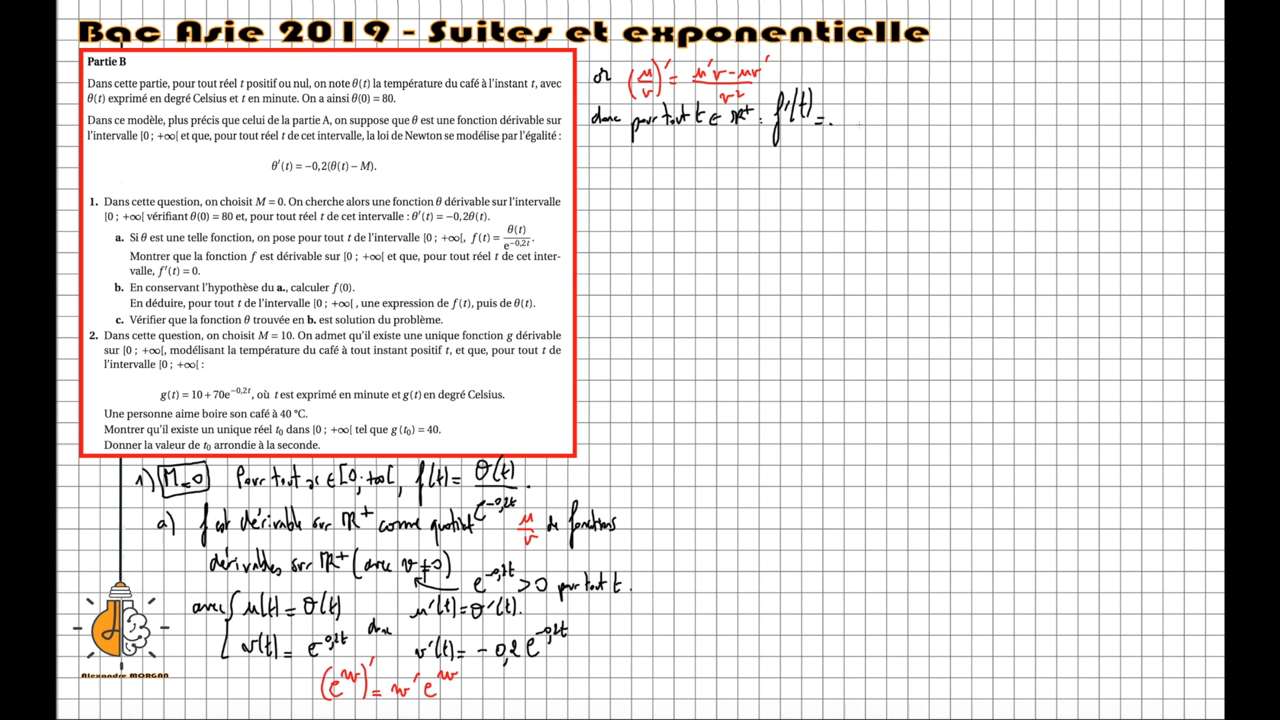 Bac Asie 2019 - Suites et exponentielle
Partie B
Dans cette partie, pour tout réel t positif ou nul, on note θ(t) la température du café à l'instant t, avec
θ(t) exprimé en degré Celsius et t en minute. On a ainsi θ(0) = 80.
Dans ce modèle, plus précis que celui de la partie A, on suppose que θ est une fonction dérivable sur
l'intervalle [0 ; +∞[ et que, pour tout réel t de cet intervalle, la loi de Newton se modélise par l'égalité :
θ′(t) = −0,2(θ(t) − M).
1. Dans cette question, on choisit M = 0. On cherche alors une fonction θ dérivable sur l'intervalle
[0 ; +∞[ vérifiant θ(0) = 80 et, pour tout réel t de cet intervalle : θ′(t) = −0,2θ(t).
a. Si θ est une telle fonction, on pose pour tout t de l'intervalle [0 ; +∞[, f(t) = θ(t)/e^{−0,2t}.
Montrer que la fonction f est dérivable sur [0 ; +∞[ et que, pour tout réel t de cet inter-
valle, f′(t) = 0.
b. En conservant l'hypothèse du a., calculer f(0).
En déduire, pour tout t de l'intervalle [0 ; +∞[ , une expression de f(t), puis de θ(t).
c. Vérifier que la fonction θ trouvée en b. est solution du problème.
2. Dans cette question, on choisit M = 10. On admet qu'il existe une unique fonction g dérivable
sur [0 ; +∞[, modélisant la température du café à tout instant positif t, et que, pour tout t de
l'intervalle [0 ; +∞[ :
g(t) = 10 + 70e^{−0,2t}, où t est exprimé en minute et g(t) en degré Celsius.
Une personne aime boire son café à 40 °C.
Montrer qu'il existe un unique réel t₀ dans [0 ; +∞[ tel que g(t₀) = 40.
Donner la valeur de t₀ arrondie à la seconde.
1) M=0 Pour tout x ∈ [0; +∞[, f(t) = θ(t)/e^{−0,2t}.
a) f est dérivable sur ℝ⁺ comme quotient u/v de fonctions
dérivables sur ℝ⁺ (avec v≠0)
e^{−0,2t} > 0 pour tout t.
avec { u(t) = θ(t) u'(t) = θ'(t).
donc
v(t) = e^{−0,2t} v'(t) = −0,2 e^{−0,2t}
(e^w)' = w' e^w
Alexandre MORGAN
or (u/v)' = (u'v − uv')/v²
donc pour tout t ∈ ℝ⁺ : f'(t) =